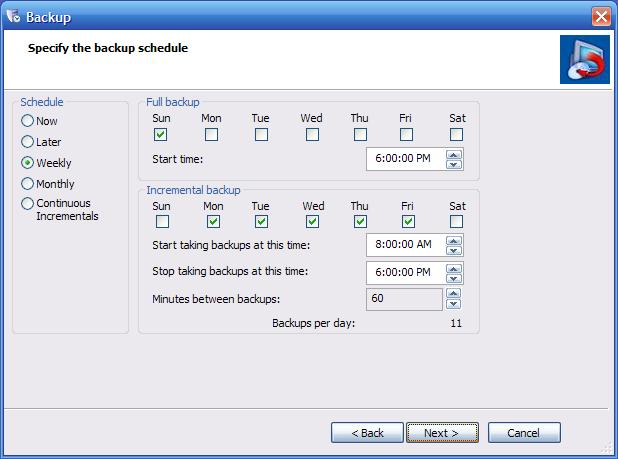 Backup
Specify the backup schedule
Schedule
Now
Later
Weekly
Monthly
Continuous
Incrementals
Full backup
Sun Mon Tue Wed Thu Fri Sat
Start time: 6:00:00 PM
Incremental backup
Sun Mon Tue Wed Thu Fri Sat
Start taking backups at this time: 8:00:00 AM
Stop taking backups at this time: 6:00:00 PM
Minutes between backups: 60
Backups per day: 11
< Back Next > Cancel